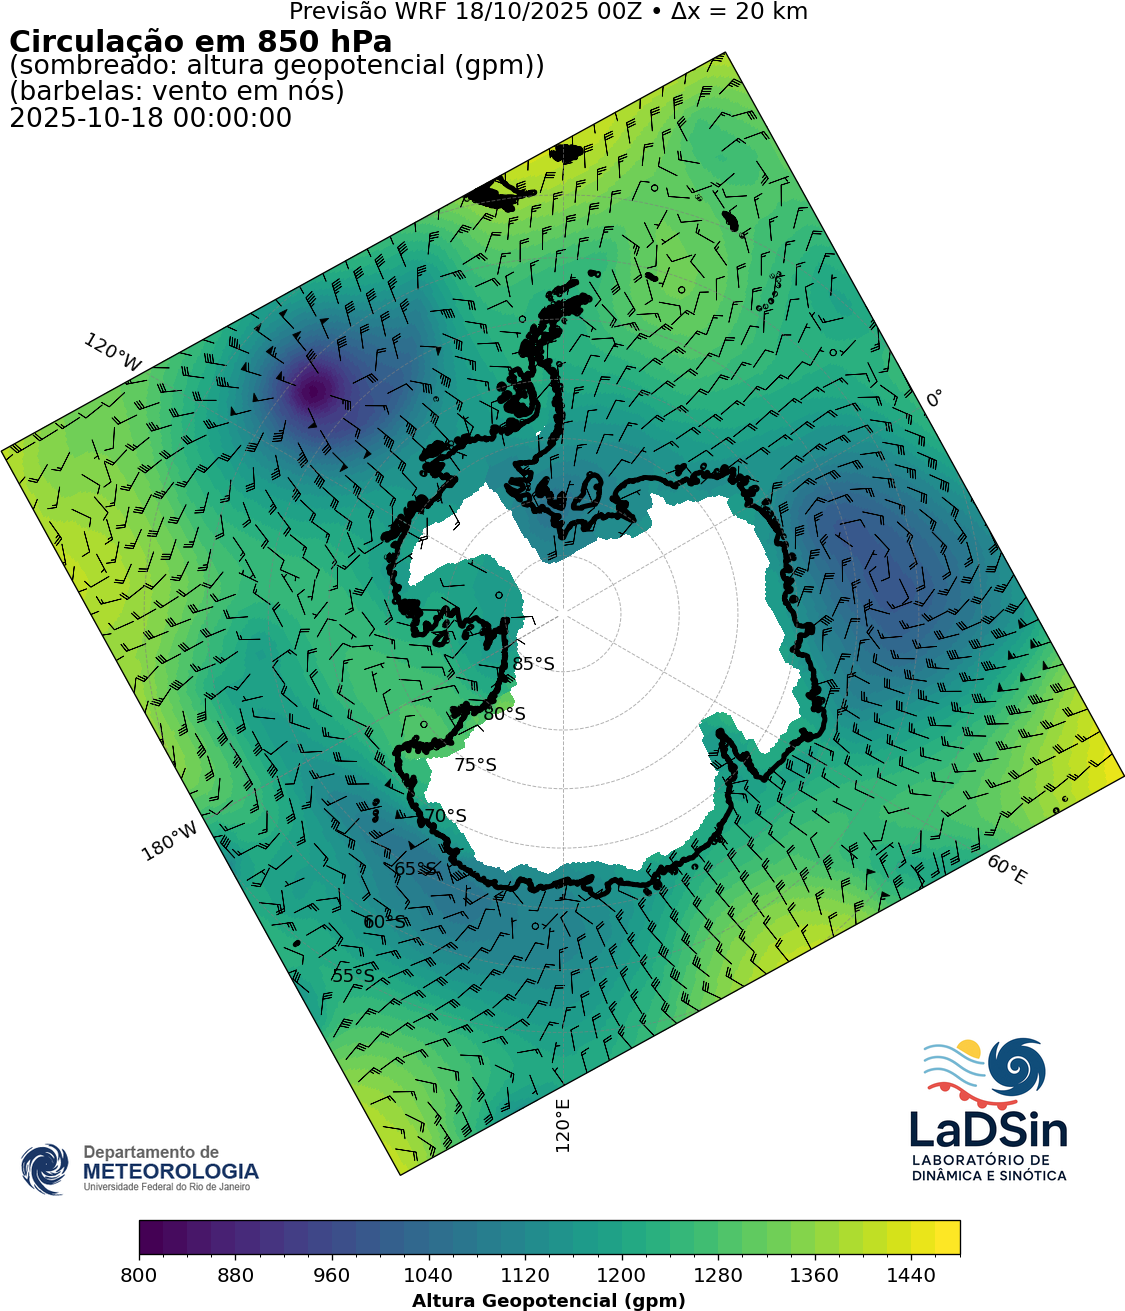 Previsão WRF 18/10/2025 00Z • Δx = 20 km
Circulação em 850 hPa
(sombreado: altura geopotencial (gpm))
(barbelas: vento em nós)
2025-10-18 00:00:00
120°W
0°
85°S
80°S
75°S
70°S
65°S
60°S
55°S
180°W
60°E
120°E
Departamento de
METEOROLOGIA
Universidade Federal do Rio de Janeiro
LaDSin
LABORATÓRIO DE
DINÂMICA E SINÓTICA
800 880 960 1040 1120 1200 1280 1360 1440
Altura Geopotencial (gpm)